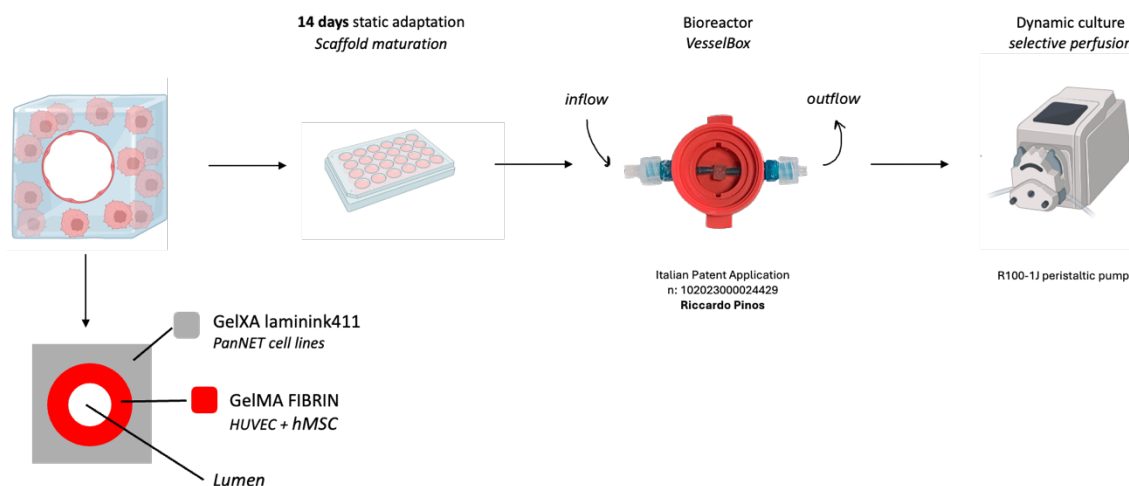 14 days static adaptation
Scaffold maturation
Bioreactor
VesselBox
Dynamic culture
selective perfusion
inflow
outflow
Italian Patent Application
n: 102023000024429
Riccardo Pinos
R100-1J peristaltic pump
GelXA laminink411
PanNET cell lines
GelMA FIBRIN
HUVEC + hMSC
Lumen